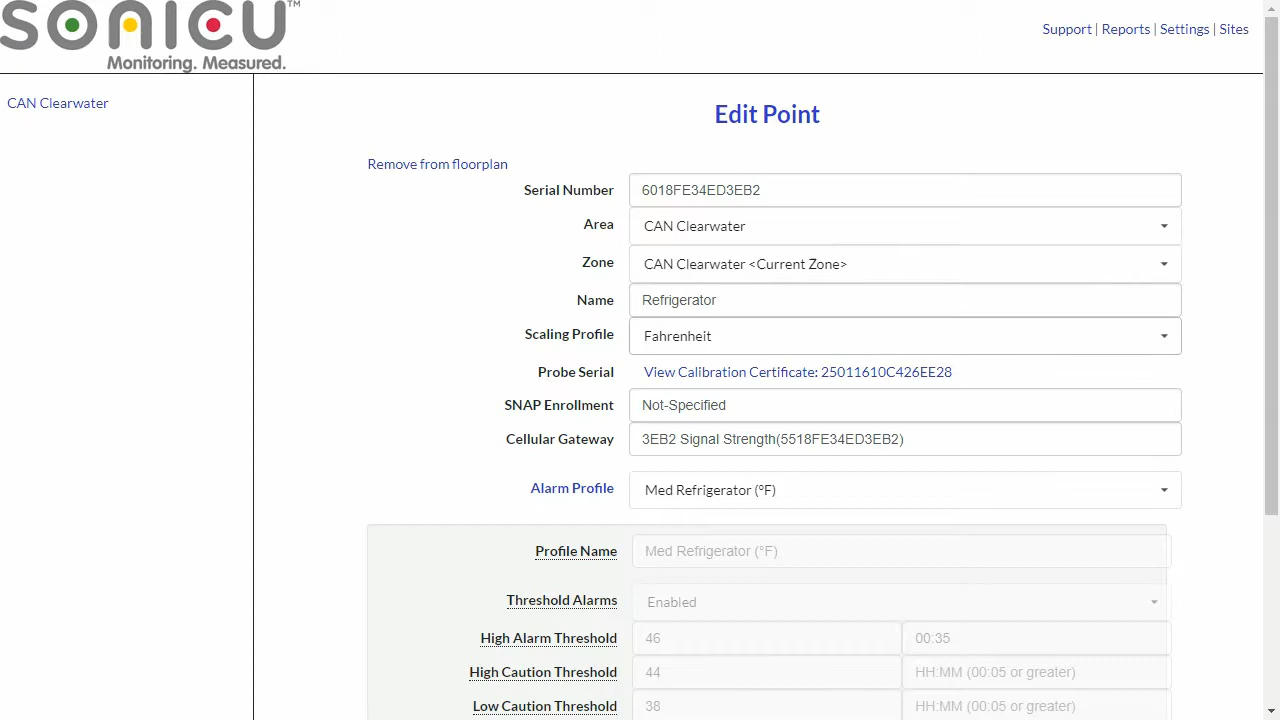 SONICU™
Monitoring. Measured.
Support | Reports | Settings | Sites
CAN Clearwater
Edit Point
Remove from floorplan
Serial Number 6018FE34ED3EB2
Area CAN Clearwater
Zone CAN Clearwater <Current Zone>
Name Refrigerator
Scaling Profile Fahrenheit
Probe Serial View Calibration Certificate: 25011610C426EE28
SNAP Enrollment Not-Specified
Cellular Gateway 3EB2 Signal Strength(5518FE34ED3EB2)
Alarm Profile Med Refrigerator (°F)
Profile Name Med Refrigerator (°F)
Threshold Alarms Enabled
High Alarm Threshold 46 00:35
High Caution Threshold 44 HH:MM (00:05 or greater)
Low Caution Threshold 38 HH:MM (00:05 or greater)